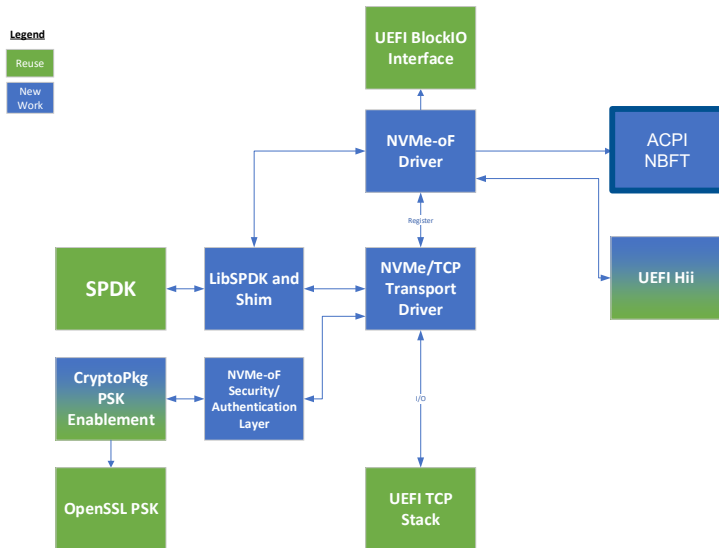 Legend
Reuse
New
Work
UEFI BlockIO
Interface
NVMe-oF
Driver
ACPI
NBFT
Register
SPDK
LibSPDK and
Shim
NVMe/TCP
Transport
Driver
UEFI Hii
CryptoPkg
PSK
Enablement
NVMe-oF
Security/
Authentication
Layer
I/O
OpenSSL PSK
UEFI TCP
Stack